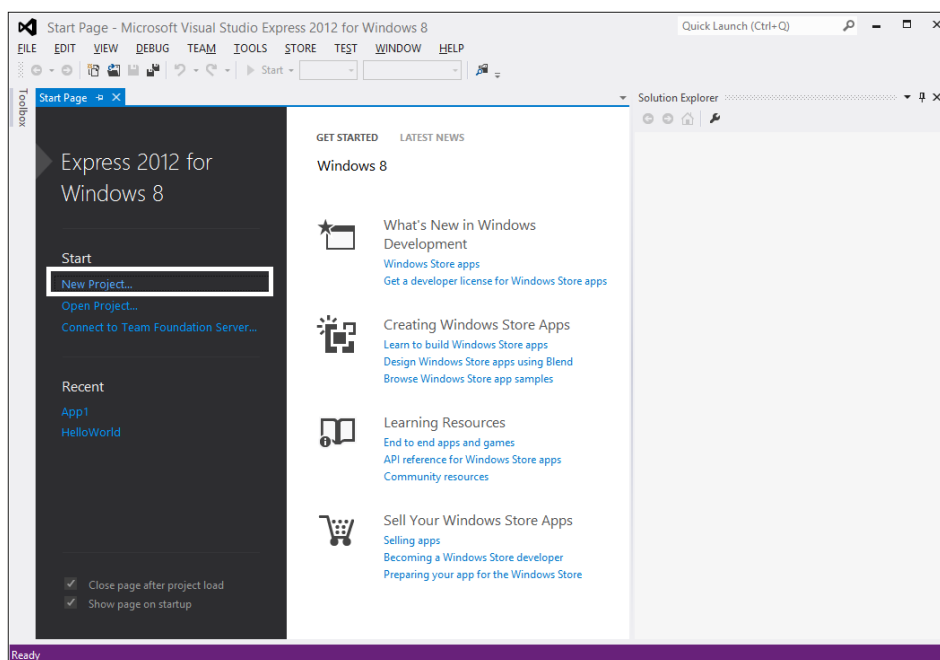 Start Page - Microsoft Visual Studio Express 2012 for Windows 8
Quick Launch (Ctrl+Q)
FILE EDIT VIEW DEBUG TEAM TOOLS STORE TEST WINDOW HELP
Start
Toolbox
Start Page
Solution Explorer
Express 2012 for
Windows 8
Start
New Project...
Open Project...
Connect to Team Foundation Server...
Recent
App1
HelloWorld
Close page after project load
Show page on startup
GET STARTED LATEST NEWS
Windows 8
What's New in Windows
Development
Windows Store apps
Get a developer license for Windows Store apps
Creating Windows Store Apps
Learn to build Windows Store apps
Design Windows Store apps using Blend
Browse Windows Store app samples
Learning Resources
End to end apps and games
API reference for Windows Store apps
Community resources
Sell Your Windows Store Apps
Selling apps
Becoming a Windows Store developer
Preparing your app for the Windows Store
Ready